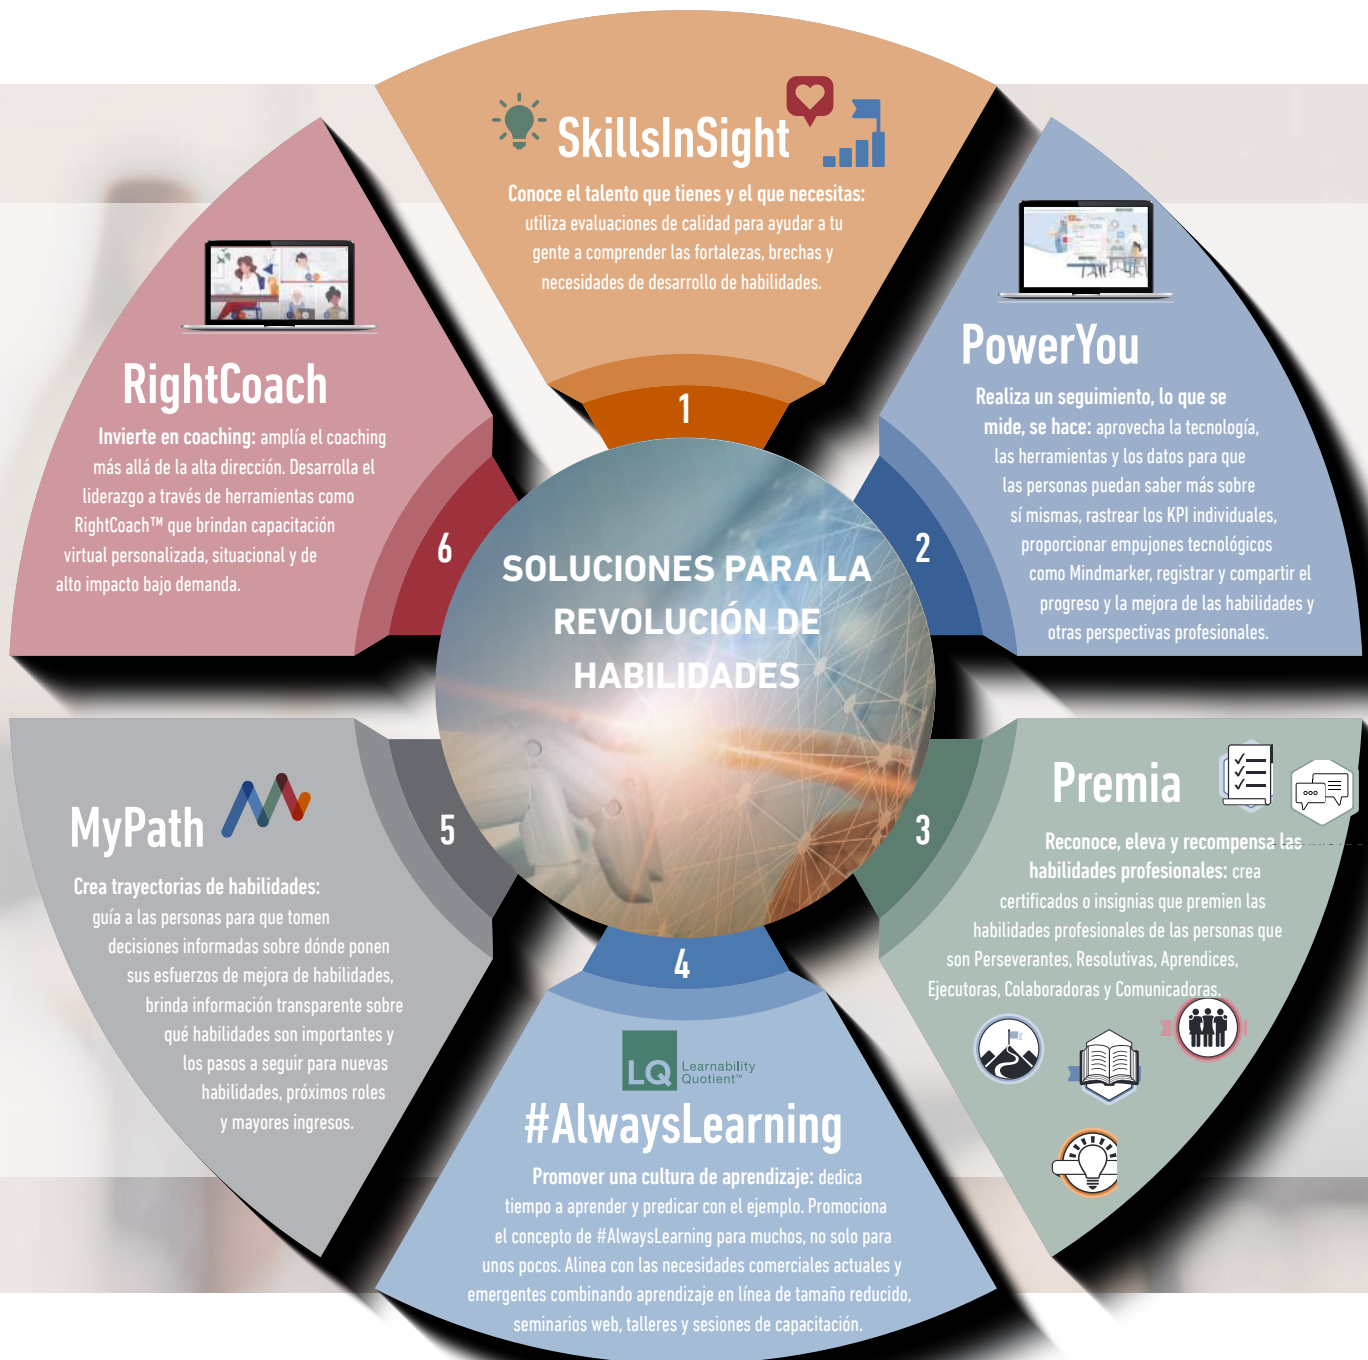 SkillsInSight
Conoce el talento que tienes y el que necesitas:
utiliza evaluaciones de calidad para ayudar a tu
gente a comprender las fortalezas, brechas y
necesidades de desarrollo de habilidades.
1
PowerYou
Realiza un seguimiento, lo que se
mide, se hace: aprovecha la tecnología,
las herramientas y los datos para que
las personas puedan saber más sobre
sí mismas, rastrear los KPI individuales,
proporcionar empujones tecnológicos
como Mindmarker, registrar y compartir el
progreso y la mejora de las habilidades y
otras perspectivas profesionales.
2
Premia
Reconoce, eleva y recompensa las
habilidades profesionales: crea
certificados o insignias que premien las
habilidades profesionales de las personas que
son Perseverantes, Resolutivas, Aprendices,
Ejecutoras, Colaboradoras y Comunicadoras.
3
4
LQ Learnability
Quotient™
#AlwaysLearning
Promover una cultura de aprendizaje: dedica
tiempo a aprender y predicar con el ejemplo. Promociona
el concepto de #AlwaysLearning para muchos, no solo para
unos pocos. Alinea con las necesidades comerciales actuales y
emergentes combinando aprendizaje en línea de tamaño reducido,
seminarios web, talleres y sesiones de capacitación.
5
MyPath
Crea trayectorias de habilidades:
guía a las personas para que tomen
decisiones informadas sobre dónde ponen
sus esfuerzos de mejora de habilidades,
brinda información transparente sobre
qué habilidades son importantes y
los pasos a seguir para nuevas
habilidades, próximos roles
y mayores ingresos.
6
RightCoach
Invierte en coaching: amplía el coaching
más allá de la alta dirección. Desarrolla el
liderazgo a través de herramientas como
RightCoach™ que brindan capacitación
virtual personalizada, situacional y de
alto impacto bajo demanda.
SOLUCIONES PARA LA
REVOLUCIÓN DE
HABILIDADES